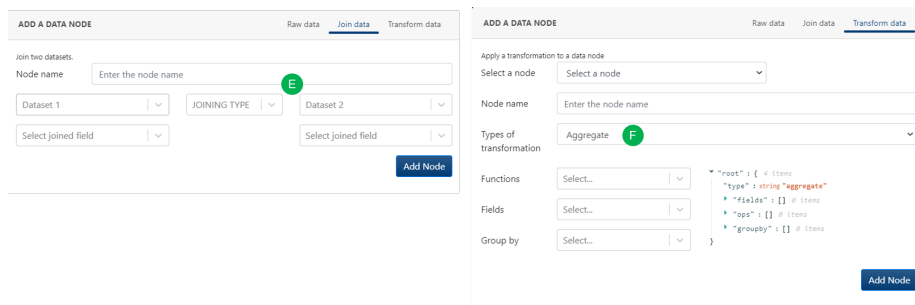 ADD A DATA NODE Raw data Join data Transform data
Join two datasets.
Node name Enter the node name
E
Dataset 1 JOINING TYPE Dataset 2
Select joined field Select joined field
Add Node
ADD A DATA NODE Raw data Join data Transform data
Apply a transformation to a data node
Select a node Select a node
Node name Enter the node name
Types of transformation Aggregate F
Functions Select...
Fields Select...
Group by Select...
"root" : { 4 items
"type" : string "aggregate"
"fields" : [] 0 items
"ops" : [] 0 items
"groupby" : [] 0 items
}
Add Node